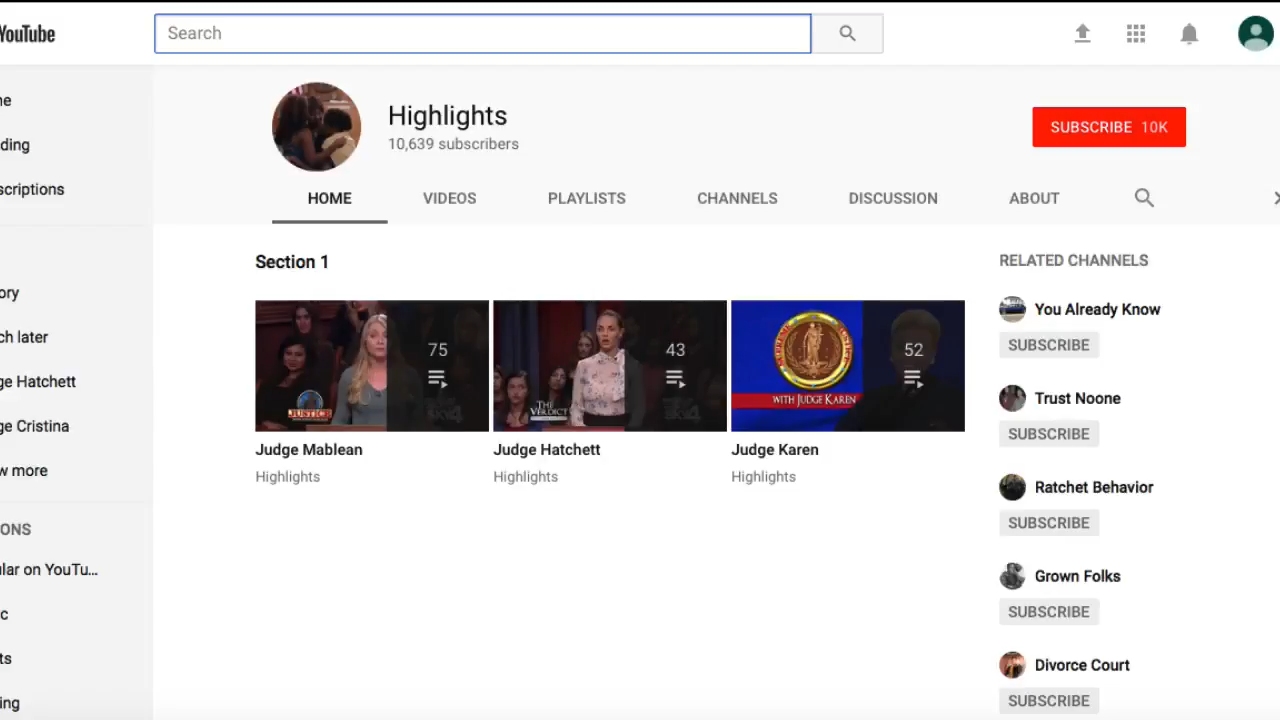 YouTube
Search
Highlights
10,639 subscribers
SUBSCRIBE 10K
HOME VIDEOS PLAYLISTS CHANNELS DISCUSSION ABOUT
ne
ding
scriptions
ory
ch later
ge Hatchett
ge Cristina
w more
ONS
ular on YouTu...
c
ts
ing
Section 1
75
JUSTICE
Judge Mablean
Highlights
43
THE VERDICT
Judge Hatchett
Highlights
52
WITH JUDGE KAREN
Judge Karen
Highlights
RELATED CHANNELS
You Already Know
SUBSCRIBE
Trust Noone
SUBSCRIBE
Ratchet Behavior
SUBSCRIBE
Grown Folks
SUBSCRIBE
Divorce Court
SUBSCRIBE